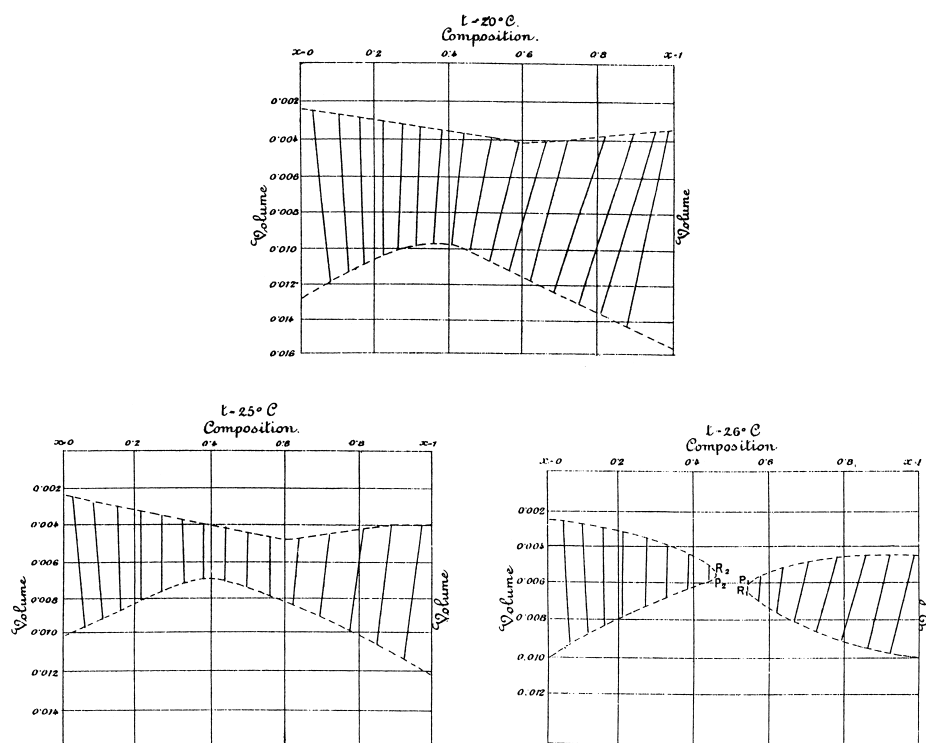 t-20° C.
Composition.
x-0 0·2 0·4 0·6 0·8 x-1
0·002
0·004
0·006
0·008
0·010
0·012
0·014
0·016
Volume
Volume
t-25° C
Composition.
x-0 0·2 0·4 0·6 0·8 x-1
0·002
0·004
0·006
0·008
0·010
0·012
0·014
Volume
Volume
t-26° C
Composition
x-0 0·2 0·4 0·6 0·8 x-1
0·002
0·004
0·006
0·008
0·010
0·012
Volume
R2
P2
P1
R1